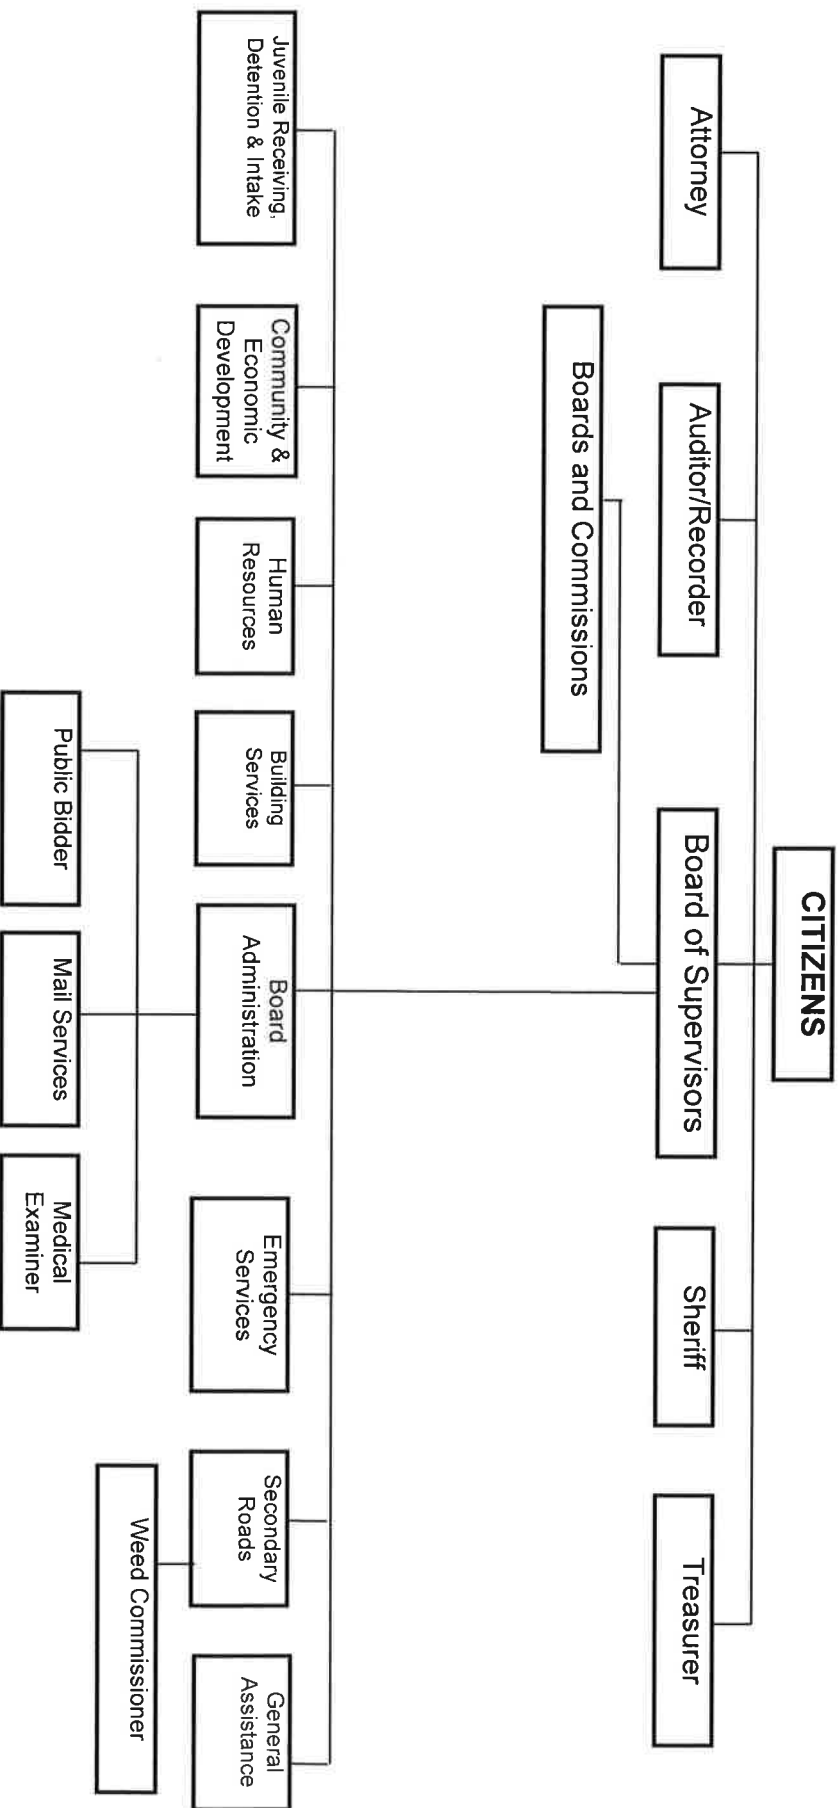 CITIZENS
Attorney
Auditor/Recorder
Board of Supervisors
Sheriff
Treasurer
Boards and Commissions
Juvenile Receiving,
Detention & Intake
Community &
Economic
Development
Human
Resources
Building
Services
Board
Administration
Emergency
Services
Secondary
Roads
General
Assistance
Weed Commissioner
Public Bidder
Mail Services
Medical
Examiner